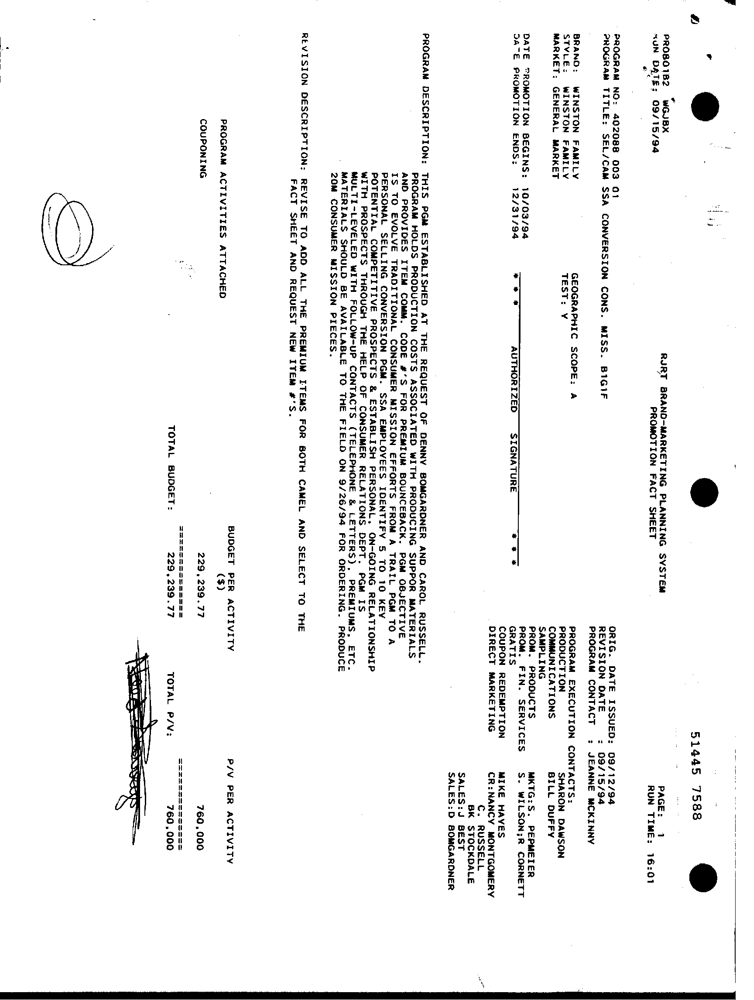 51445 7588
PROB0182 WGJBX RJRT BRAND-MARKETING PLANNING SYSTEM PAGE: 1
RUN DATE: 09/15/94 PROMOTION FACT SHEET RUN TIME: 16:01
PROGRAM NO: 402088 003 01 ORIG. DATE ISSUED: 09/12/94
PROGRAM TITLE: SEL/CAM SSA CONVERSION CONS. MISS. B1G1F REVISION DATE : 09/15/94
PROGRAM CONTACT : JEANNE MCKINNY
BRAND: WINSTON FAMILY GEOGRAPHIC SCOPE: A PROGRAM EXECUTION CONTACTS:
STYLE: WINSTON FAMILY TEST: Y PRODUCTION SHARON DAWSON
MARKET: GENERAL MARKET COMMUNICATIONS BILL DUFFY
SAMPLING
DATE PROMOTION BEGINS: 10/03/94 PROM. PRODUCTS MKTG:S. PEPMEIER
DATE PROMOTION ENDS: 12/31/94 * * * AUTHORIZED SIGNATURE * * * PROM. FIN. SERVICES S. WILSON;R CORNETT
GRATIS
COUPON REDEMPTION MIKE HAYES
DIRECT MARKETING CR:NANCY MONTGOMERY
C. RUSSELL
BK STOCKDALE
SALES:J BEST
SALES:D BOMGARDNER
PROGRAM DESCRIPTION: THIS PGM ESTABLISHED AT THE REQUEST OF DENNY BOMGARDNER AND CAROL RUSSELL.
PROGRAM HOLDS PRODUCTION COSTS ASSOCIATED WITH PRODUCING SUPPOR MATERIALS
AND PROVIDES ITEM COMM. CODE #'S FOR PREMIUM BOUNCEBACK. PGM OBJECTIVE
IS TO EVOLVE TRADITIONAL CONSUMER MISSION EFFORTS FROM A TRAIL PGM TO A
PERSONAL SELLING CONVERSION PGM. SSA EMPLOYEES IDENTIFY 5 TO 10 KEY
POTENTIAL COMPETITIVE PROSPECTS & ESTABLISH PERSONAL, ON-GOING RELATIONSHIP
WITH PROSPECTS THROUGH THE HELP OF CONSUMER RELATIONS DEPT. PGM IS
MULTI-LEVELED WITH FOLLOW-UP CONTACTS (TELEPHONE & LETTERS), PREMIUMS, ETC.
MATERIALS SHOULD BE AVAILABLE TO THE FIELD ON 9/26/94 FOR ORDERING. PRODUCE
20M CONSUMER MISSION PIECES.
REVISION DESCRIPTION: REVISE TO ADD ALL THE PREMIUM ITEMS FOR BOTH CAMEL AND SELECT TO THE
FACT SHEET AND REQUEST NEW ITEM #'S.
PROGRAM ACTIVITIES ATTACHED BUDGET PER ACTIVITY P/V PER ACTIVITY
($)
COUPONING 229,239.77 760,000
============== ==========
TOTAL BUDGET: 229,239.77 TOTAL P/V: 760,000